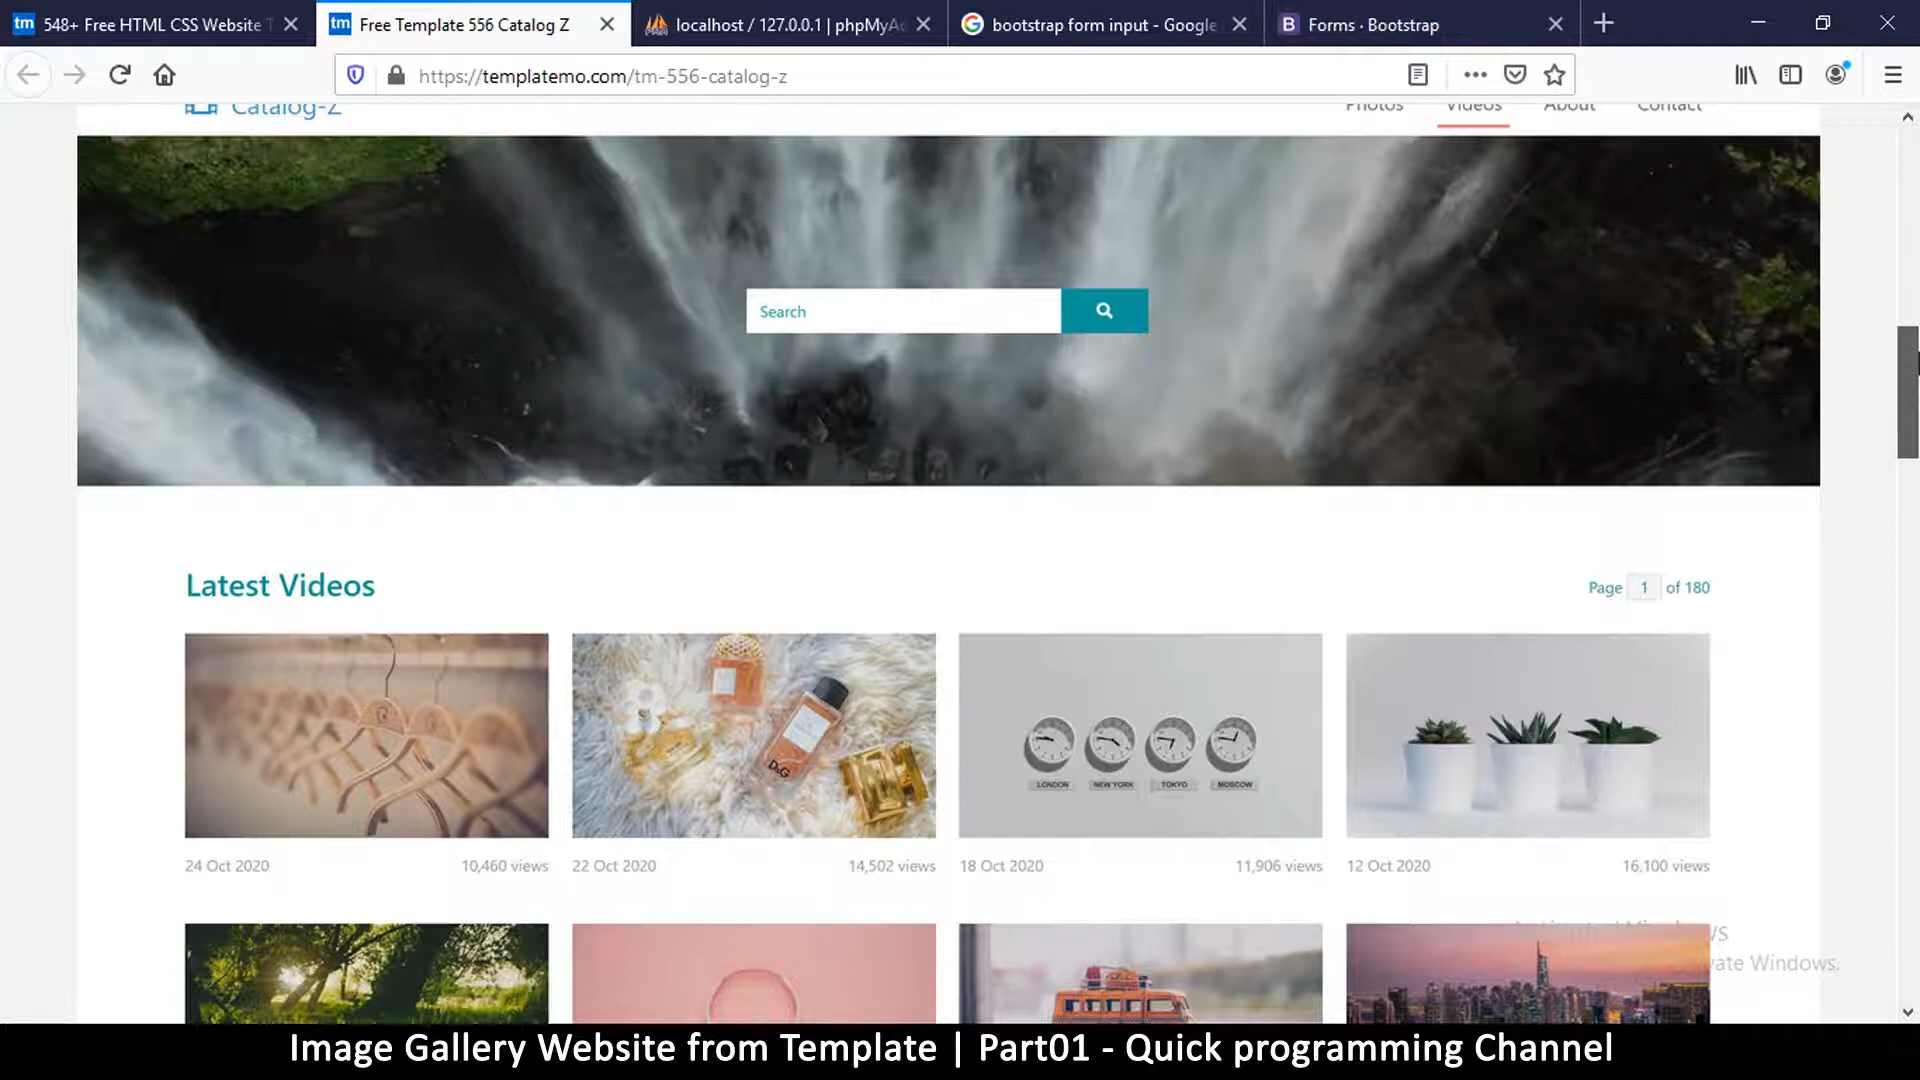 548+ Free HTML CSS Website T
Free Template 556 Catalog Z
localhost / 127.0.0.1 | phpMyAd
bootstrap form input - Google
Forms · Bootstrap
https://templatemo.com/tm-556-catalog-z
Catalog-Z
Photos
Videos
About
Contact
Search
Latest Videos
Page 1 of 180
LONDON
NEW YORK
TOKYO
MOSCOW
D&G
24 Oct 2020
10,460 views
22 Oct 2020
14,502 views
18 Oct 2020
11,906 views
12 Oct 2020
16,100 views
Windows.
Image Gallery Website from Template | Part01 - Quick programming Channel